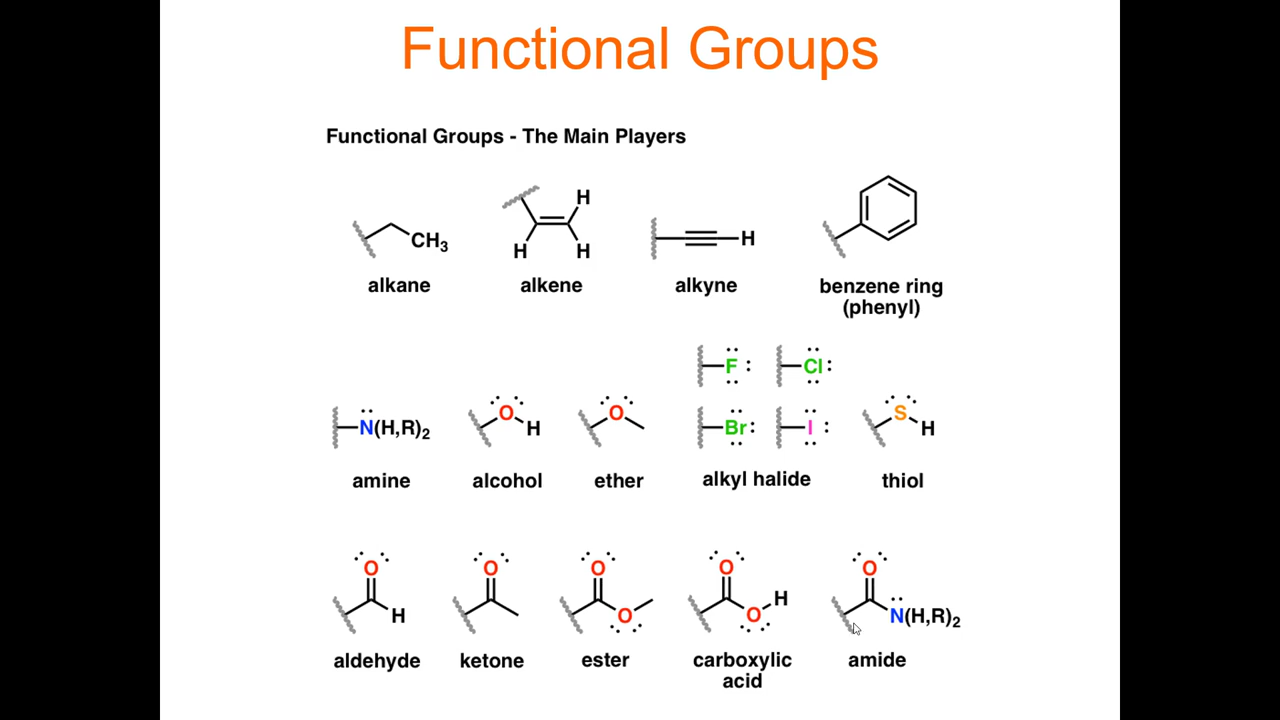 Functional Groups
Functional Groups - The Main Players
CH3
alkane
H
H
H
alkene
H
alkyne
benzene ring
(phenyl)
N(H,R)2
amine
O
H
alcohol
O
ether
F
Cl
Br
I
alkyl halide
S
H
thiol
O
H
aldehyde
O
ketone
O
O
ester
O
O
H
carboxylic
acid
O
N(H,R)2
amide